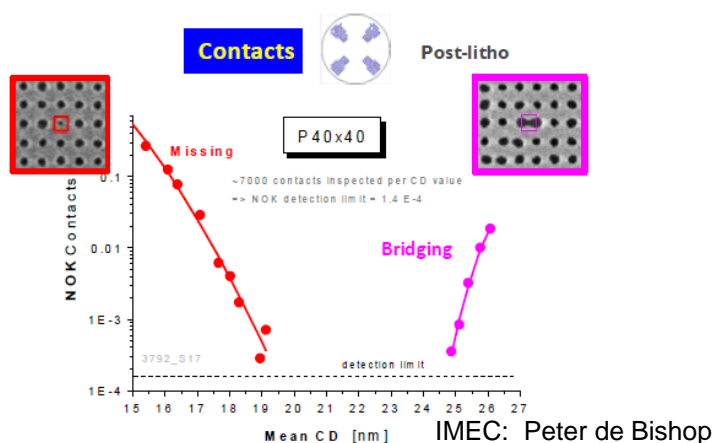 Contacts
Post-litho
P40x40
Missing
~7000 contacts inspected per CD value
=> NOK detection limit = 1.4 E-4
Bridging
NOK Contacts
0.1
0.01
1E-3
1E-4
3792_S17
detection limit
15 16 17 18 19 20 21 22 23 24 25 26 27
Mean CD [nm]
IMEC: Peter de Bishop